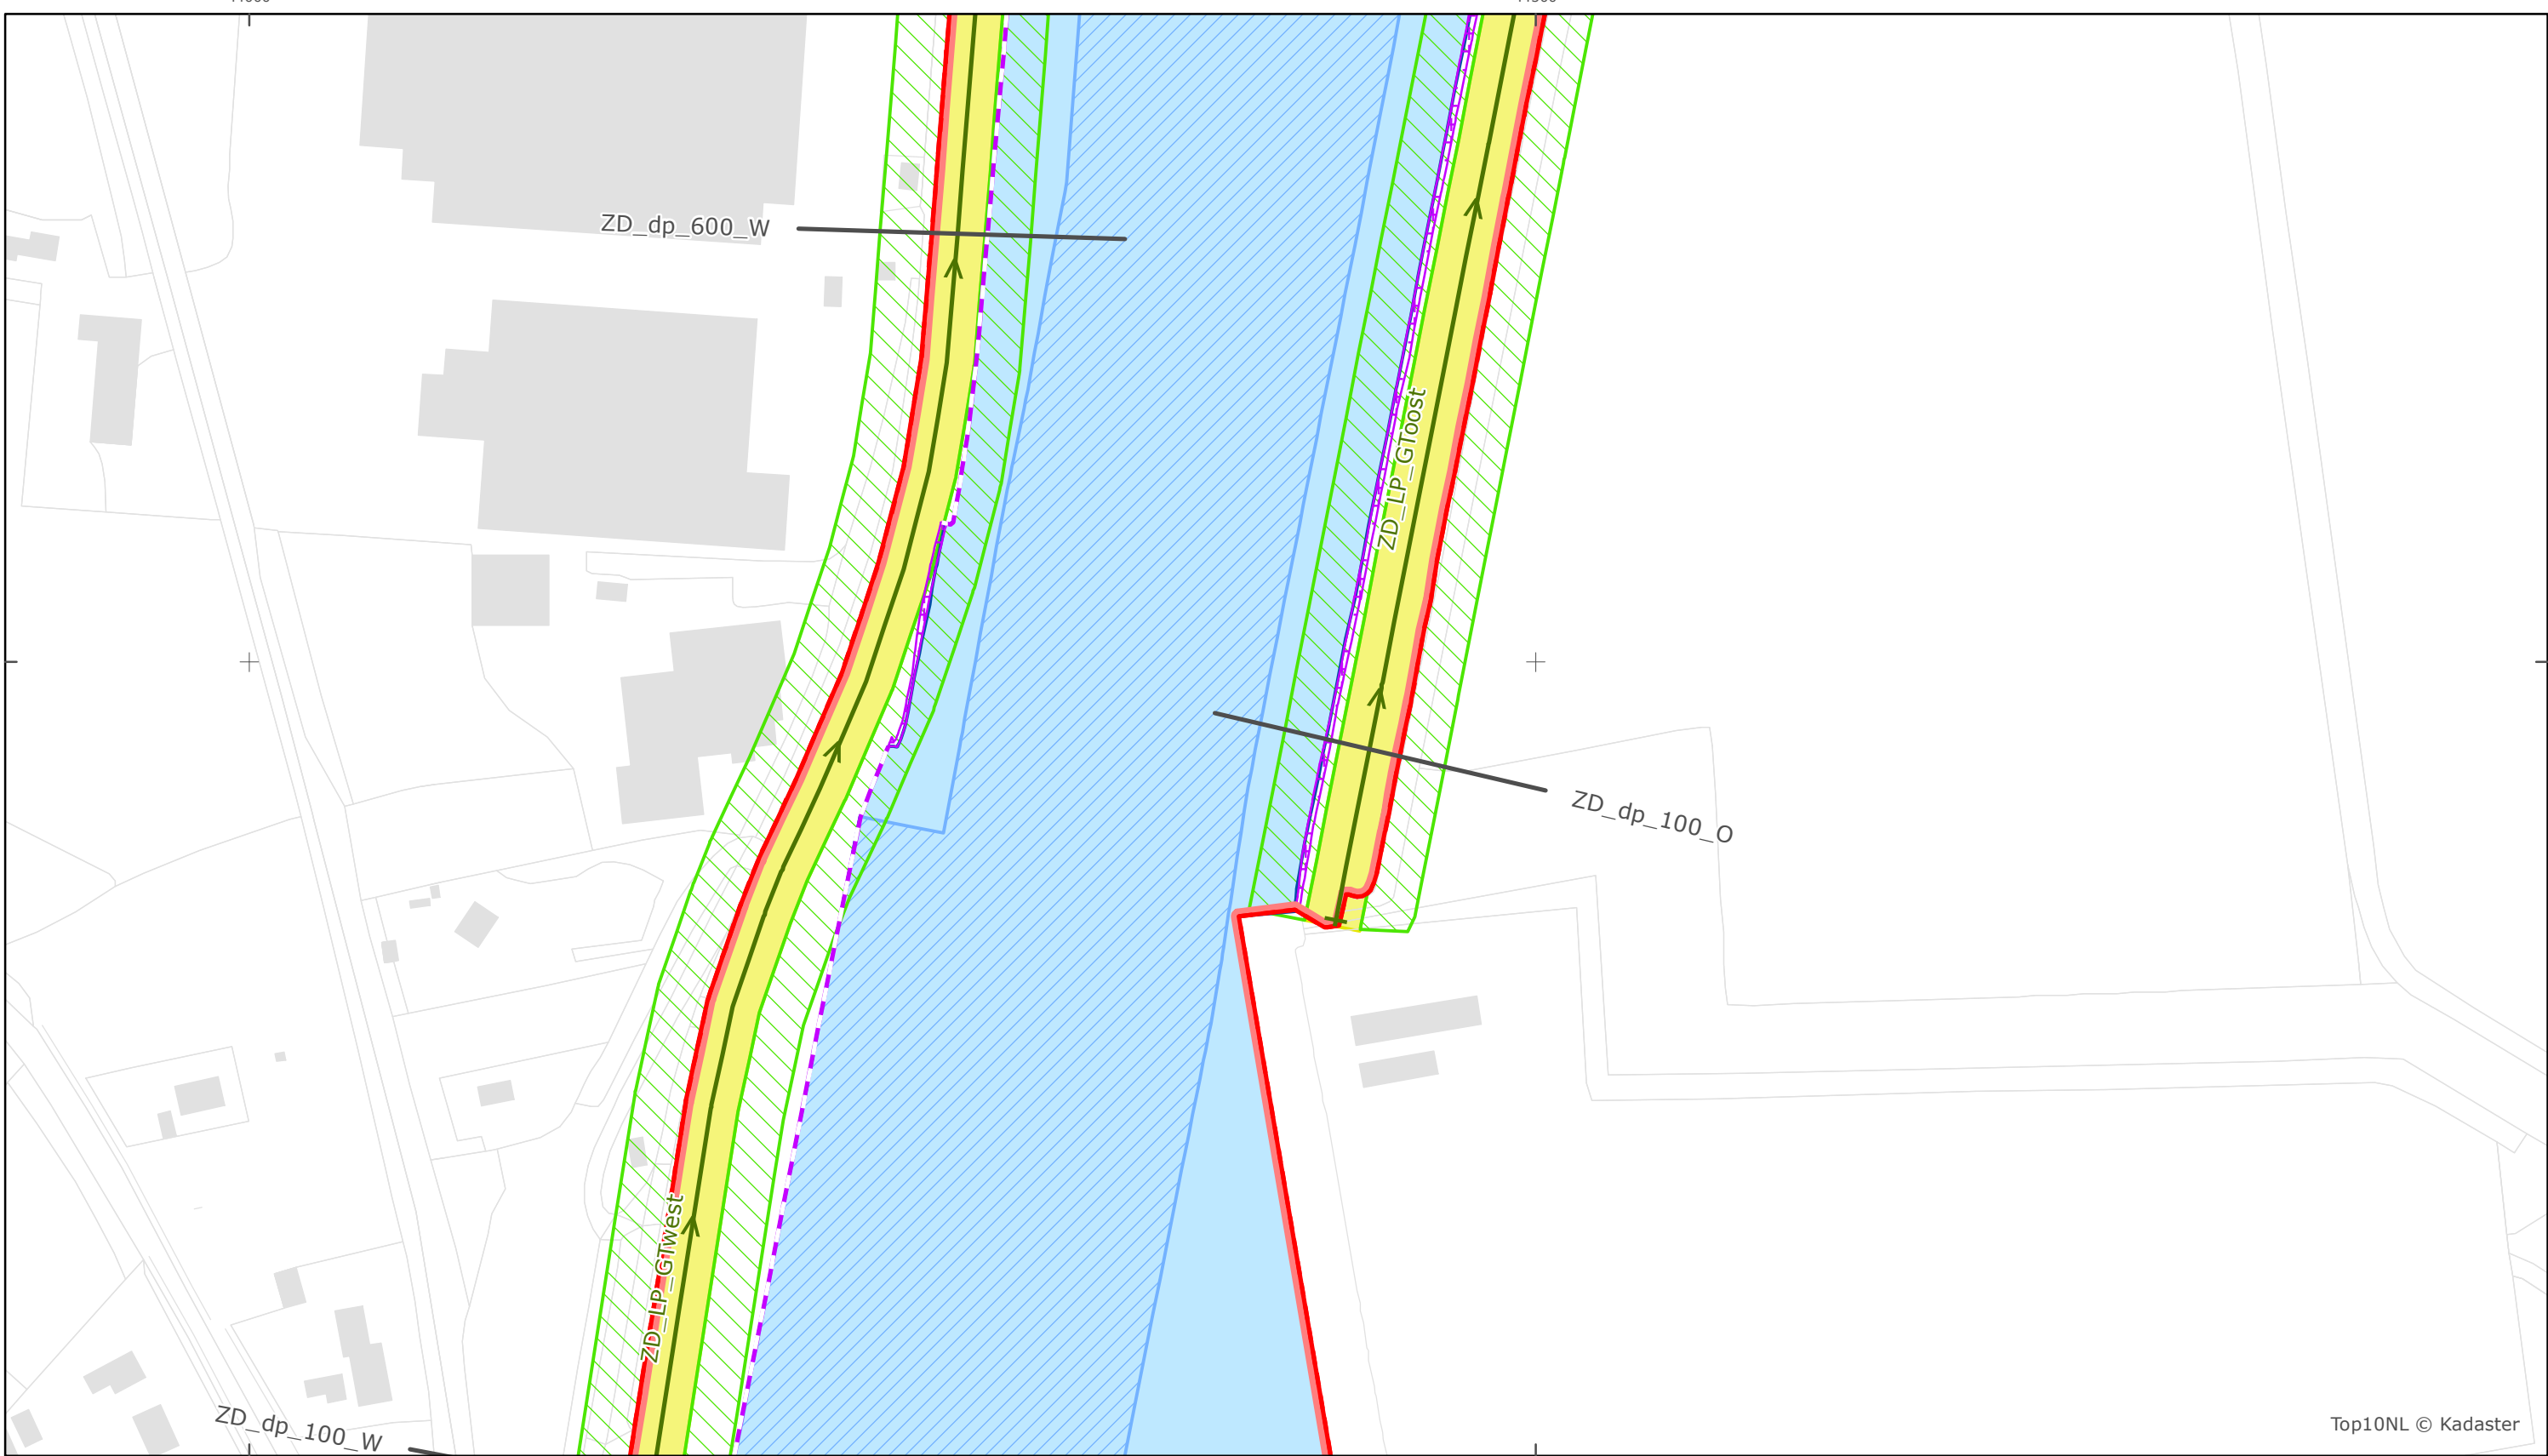 ZD_dp_600_W
ZD_LP_GToost
ZD_dp_100_O
ZD_LP_GTwest
ZD_dp_100_W
Top10NL © Kadaster